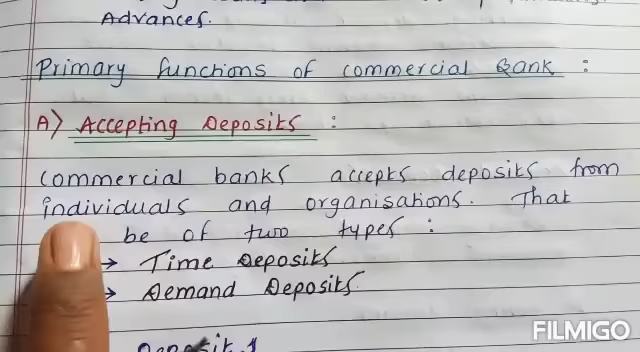 Advances.
Primary functions of commercial Bank :
A) Accepting Deposits :
commercial banks accepts deposits from
individuals and organisations. That
be of two types :
→ Time Deposits
→ Demand Deposits
FILMIGO